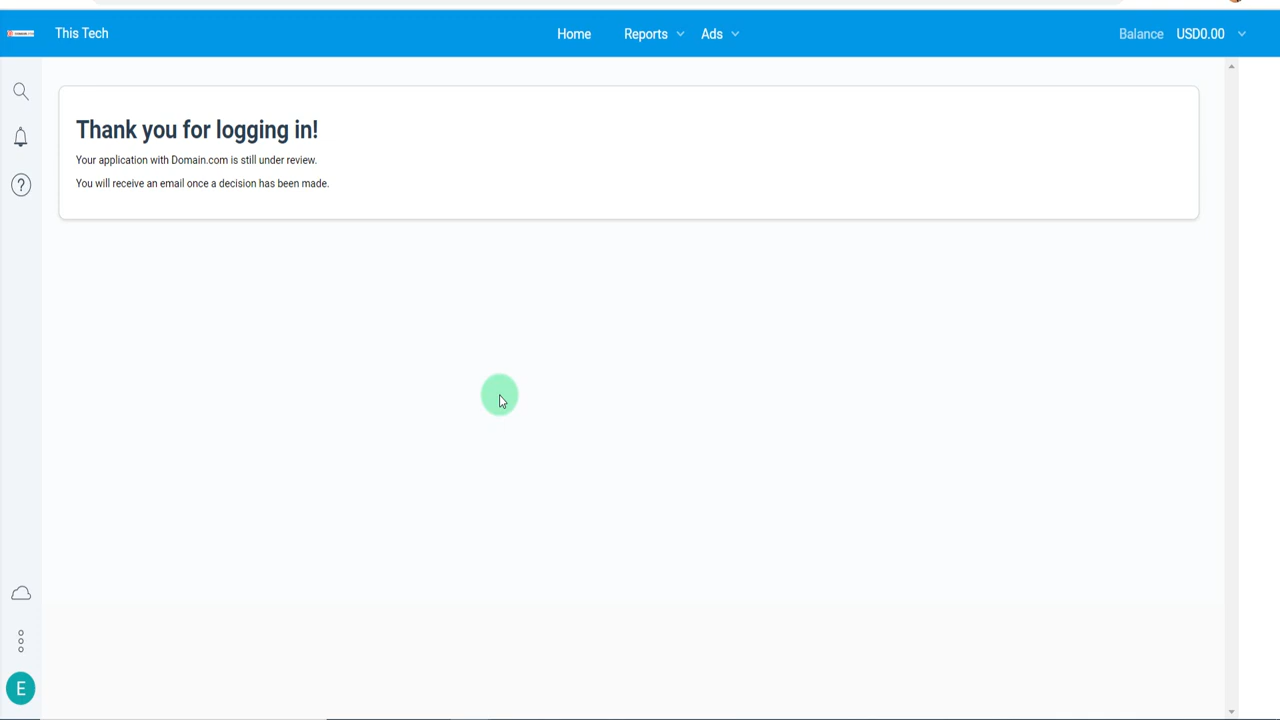 This Tech
Home
Reports
Ads
Balance USD0.00
Thank you for logging in!
Your application with Domain.com is still under review.
You will receive an email once a decision has been made.
?
E